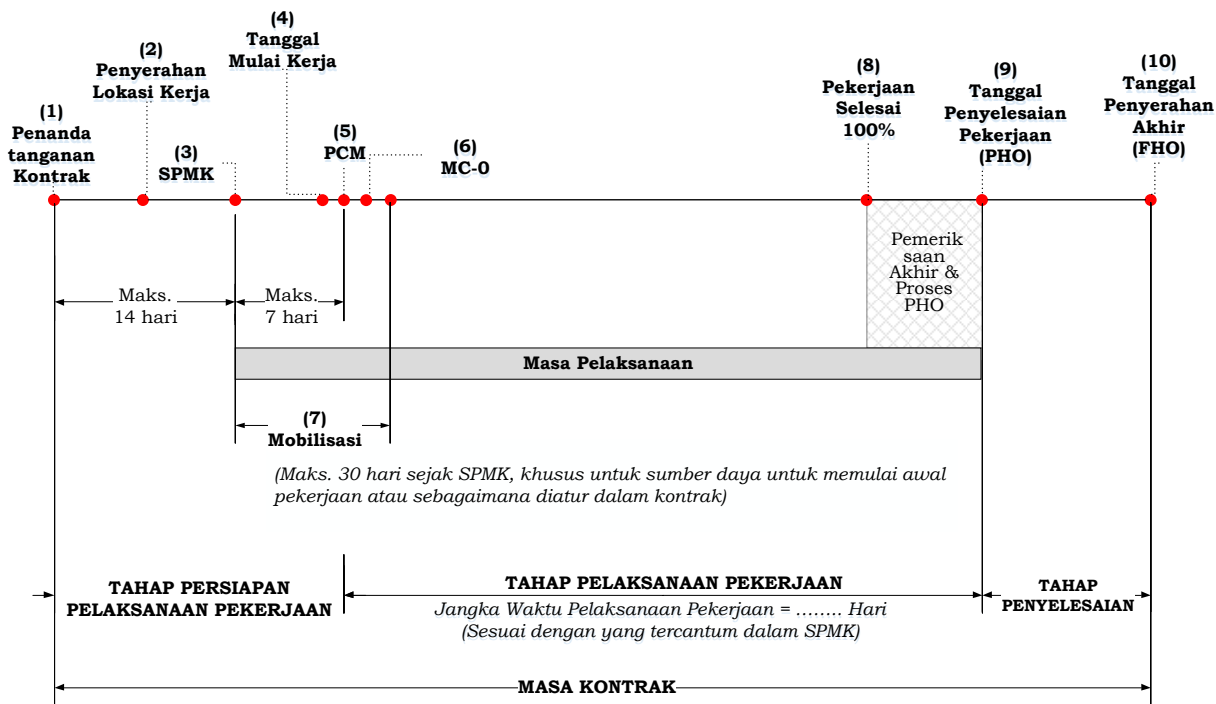 (1)
Penanda
tanganan
Kontrak
(2)
Penyerahan
Lokasi Kerja
(3)
SPMK
(4)
Tanggal
Mulai Kerja
(5)
PCM
(6)
MC-0
(8)
Pekerjaan
Selesai
100%
(9)
Tanggal
Penyelesaian
Pekerjaan
(PHO)
(10)
Tanggal
Penyerahan
Akhir
(FHO)
Maks.
14 hari
Maks.
7 hari
Pemerik
saan
Akhir &
Proses
PHO
Masa Pelaksanaan
(7)
Mobilisasi
(Maks. 30 hari sejak SPMK, khusus untuk sumber daya untuk memulai awal
pekerjaan atau sebagaimana diatur dalam kontrak)
TAHAP PERSIAPAN
PELAKSANAAN PEKERJAAN
TAHAP PELAKSANAAN PEKERJAAN
Jangka Waktu Pelaksanaan Pekerjaan = ........ Hari
(Sesuai dengan yang tercantum dalam SPMK)
TAHAP
PENYELESAIAN
MASA KONTRAK